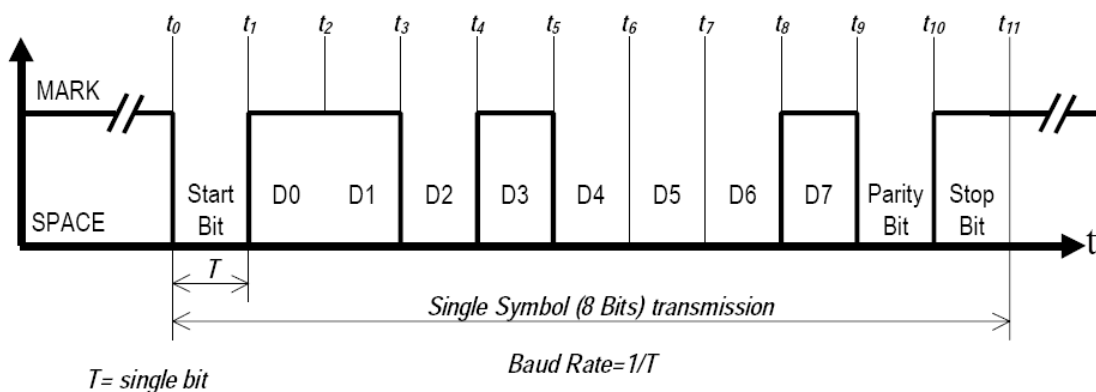 t0 t1 t2 t3 t4 t5 t6 t7 t8 t9 t10 t11
MARK
Start Bit
D0 D1 D2 D3 D4 D5 D6 D7
Parity Bit
Stop Bit
SPACE
t
T
Single Symbol (8 Bits) transmission
Baud Rate=1/T
T= single bit